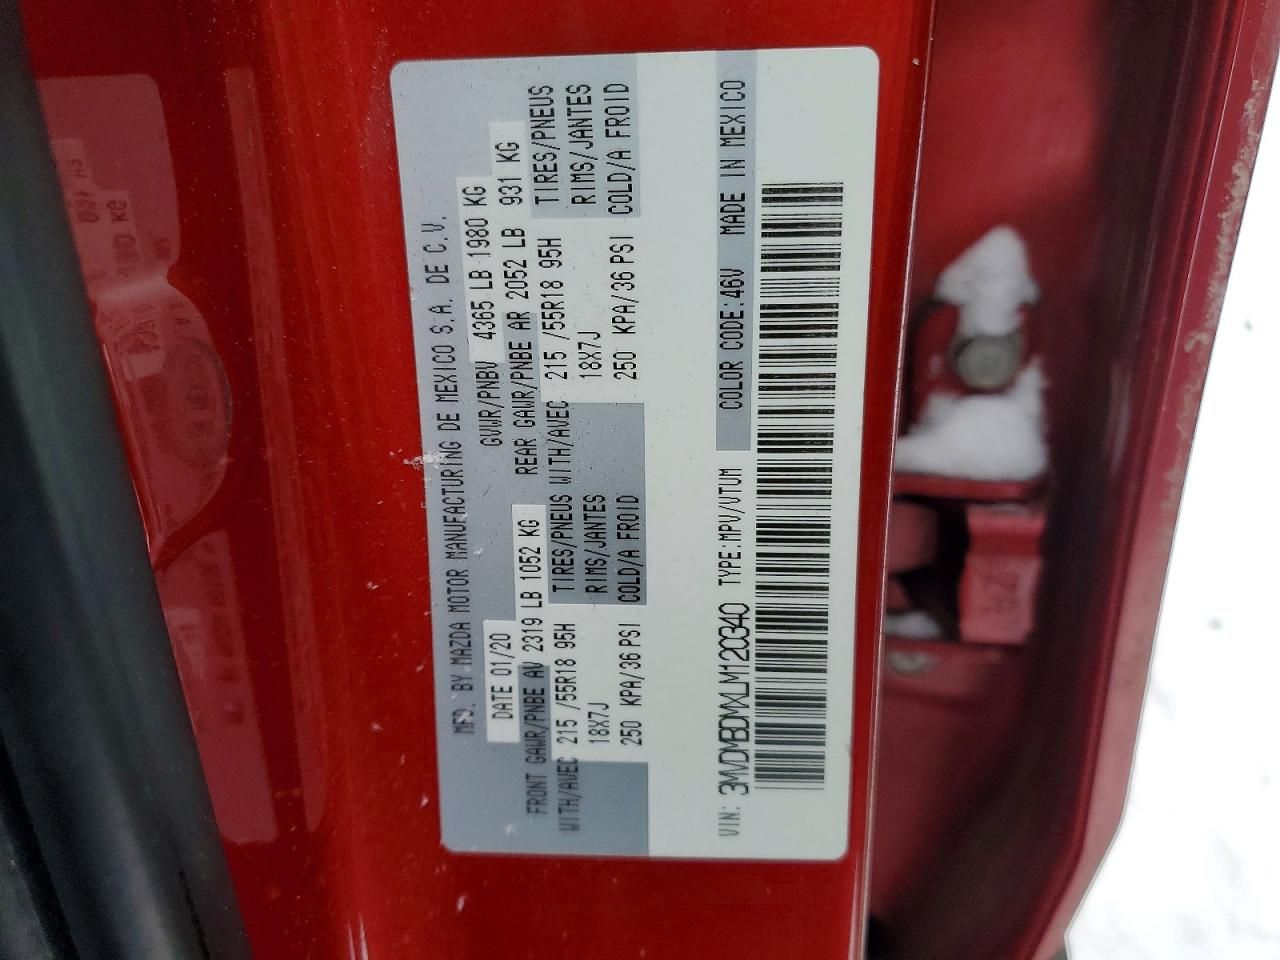 MFD. BY MAZDA MOTOR MANUFACTURING DE MEXICO S.A. DE C.V.
DATE 01/20 GVWR/PNBV 4365 LB 1980 KG
FRONT GAWR/PNBE AV 2319 LB 1052 KG REAR GAWR/PNBE AR 2052 LB 931 KG
WITH/AVEC 215 /55R18 95H TIRES/PNEUS WITH/AVEC 215 /55R18 95H TIRES/PNEUS
18X7J RIMS/JANTES 18X7J RIMS/JANTES
250 KPA/36 PSI COLD/A FROID 250 KPA/36 PSI COLD/A FROID
VIN: 3MVDMBDMXLM120340 TYPE:MPV/VTUM COLOR CODE:46V MADE IN MEXICO